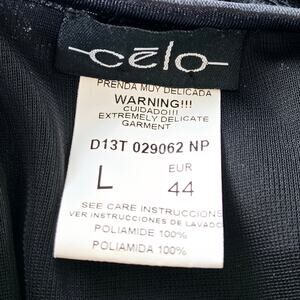 cēlo
PRENDA MUY DELICADA
WARNING!!!
CUIDADO!!!
EXTREMELY DELICATE
GARMENT
D13T 029062 NP
L
EUR
44
SEE CARE INSTRUCCIONS
VER INSTRUCCIONES DE LAVADO
POLIAMIDE 100%
POLIAMIDA 100%